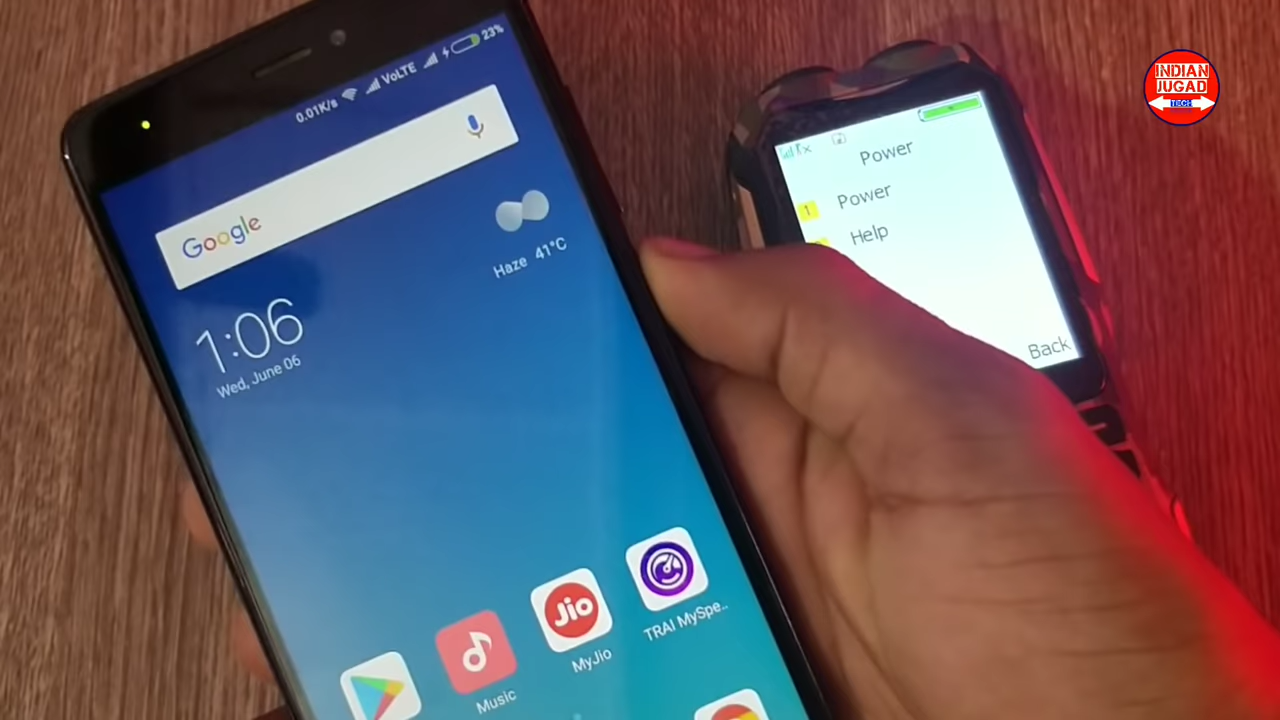 0.01K/s VoLTE 23%
Google
Haze 41°C
1:06
Wed, June 06
Jio
TRAI MySpe..
MyJio
Music
Power
1 Power
Help
Back
INDIAN
JUGAD
TECH